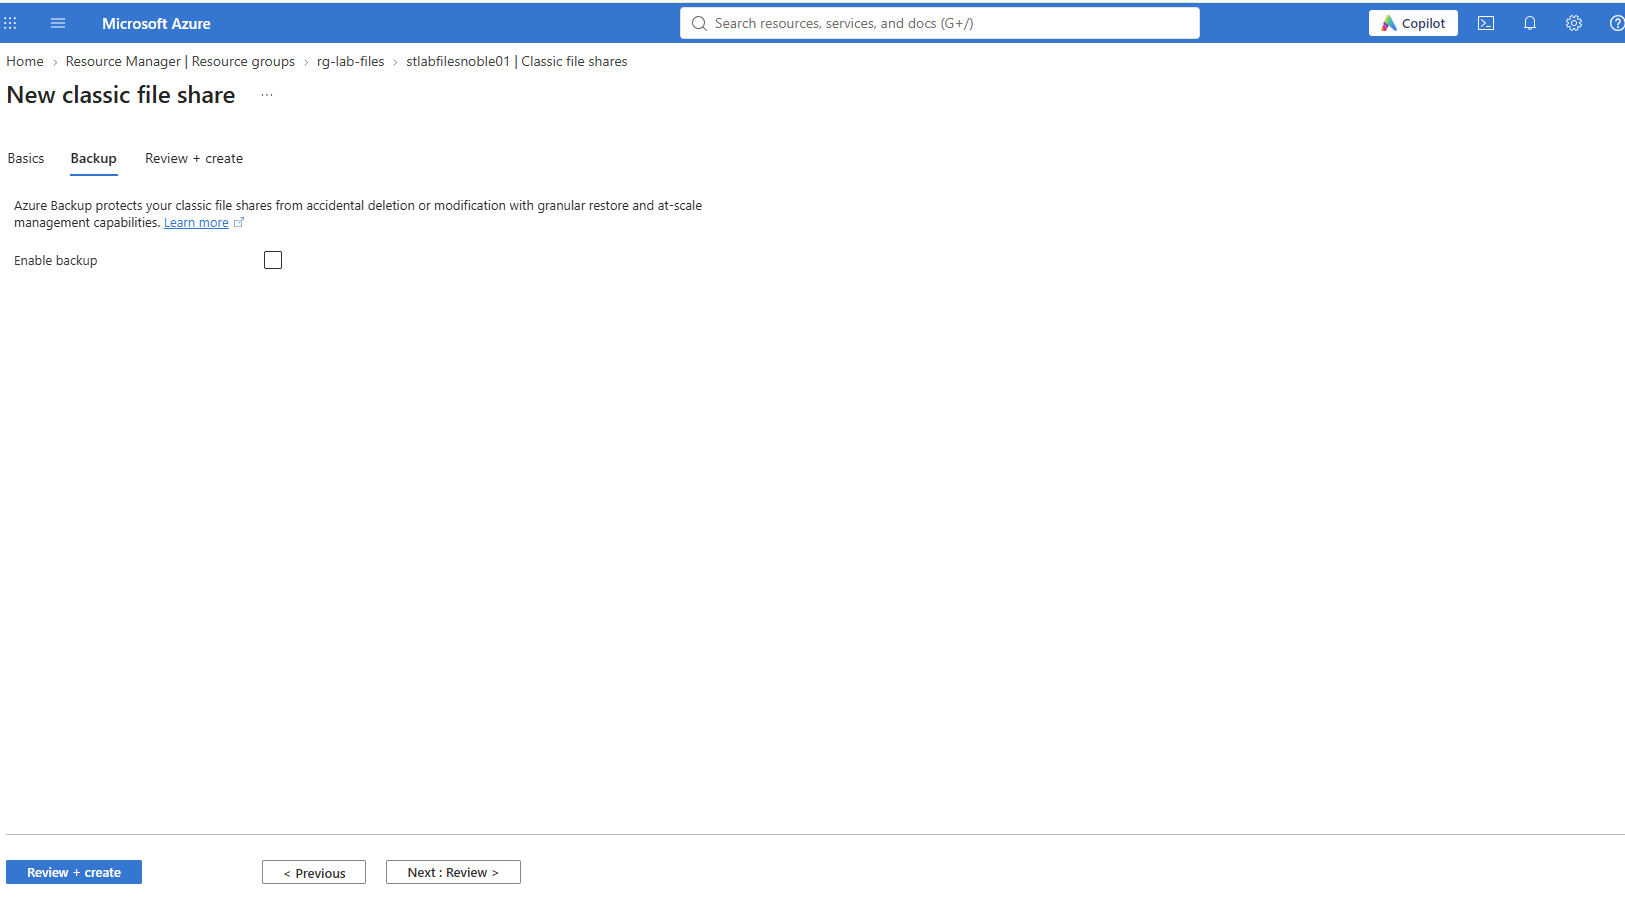 Microsoft Azure
Search resources, services, and docs (G+/)
Copilot
Home > Resource Manager | Resource groups > rg-lab-files > stlabfilesnoble01 | Classic file shares
New classic file share ...
Basics
Backup
Review + create
Azure Backup protects your classic file shares from accidental deletion or modification with granular restore and at-scale
management capabilities. Learn more
Enable backup
Review + create
< Previous
Next : Review >